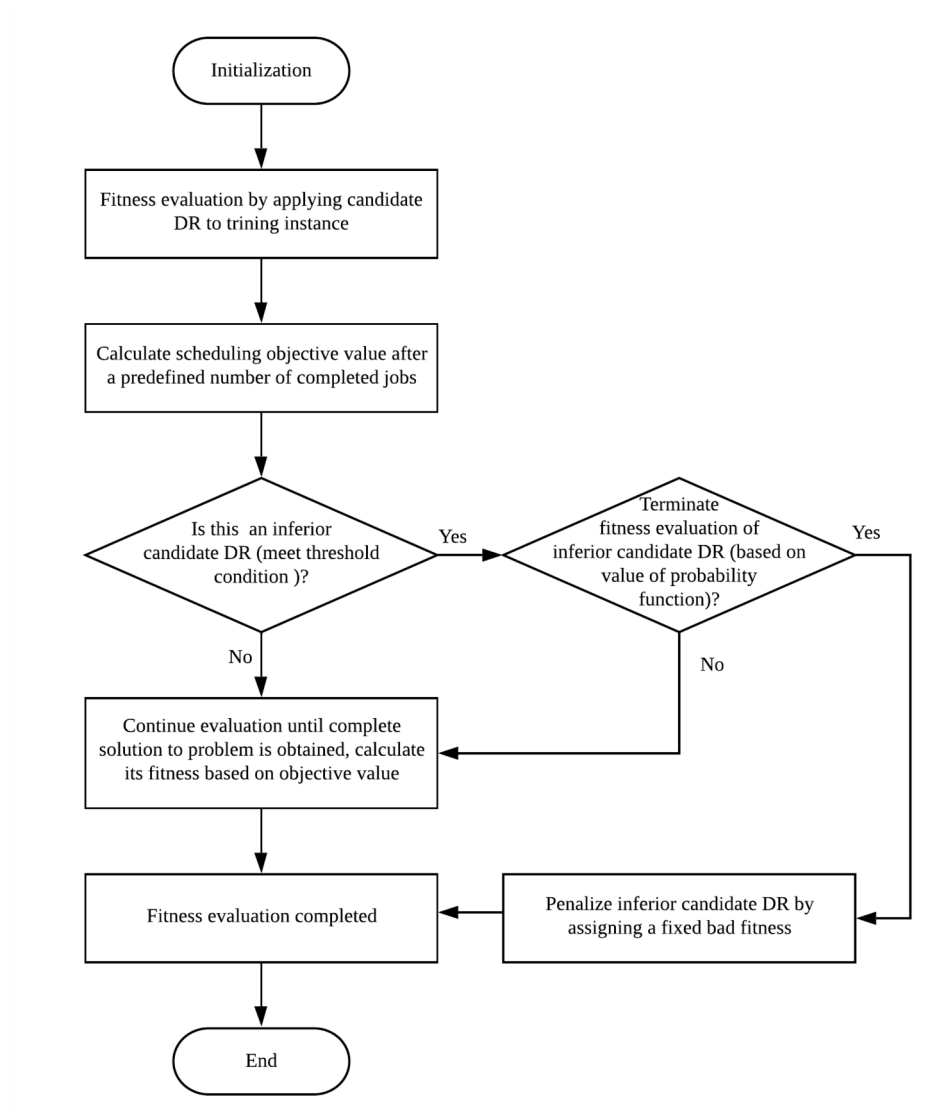 Initialization
Fitness evaluation by applying candidate
DR to trining instance
Calculate scheduling objective value after
a predefined number of completed jobs
Is this an inferior
candidate DR (meet threshold
condition )?
Yes
Terminate
fitness evaluation of
inferior candidate DR (based on
value of probability
function)?
Yes
No
No
Continue evaluation until complete
solution to problem is obtained, calculate
its fitness based on objective value
Fitness evaluation completed
Penalize inferior candidate DR by
assigning a fixed bad fitness
End